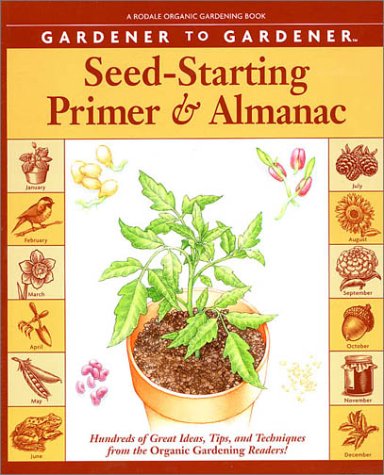 A RODALE ORGANIC GARDENING BOOK
GARDENER TO GARDENER™
Seed-Starting
Primer & Almanac
January
February
March
April
May
June
July
August
September
October
November
December
Hundreds of Great Ideas, Tips, and Techniques
from the Organic Gardening Readers!